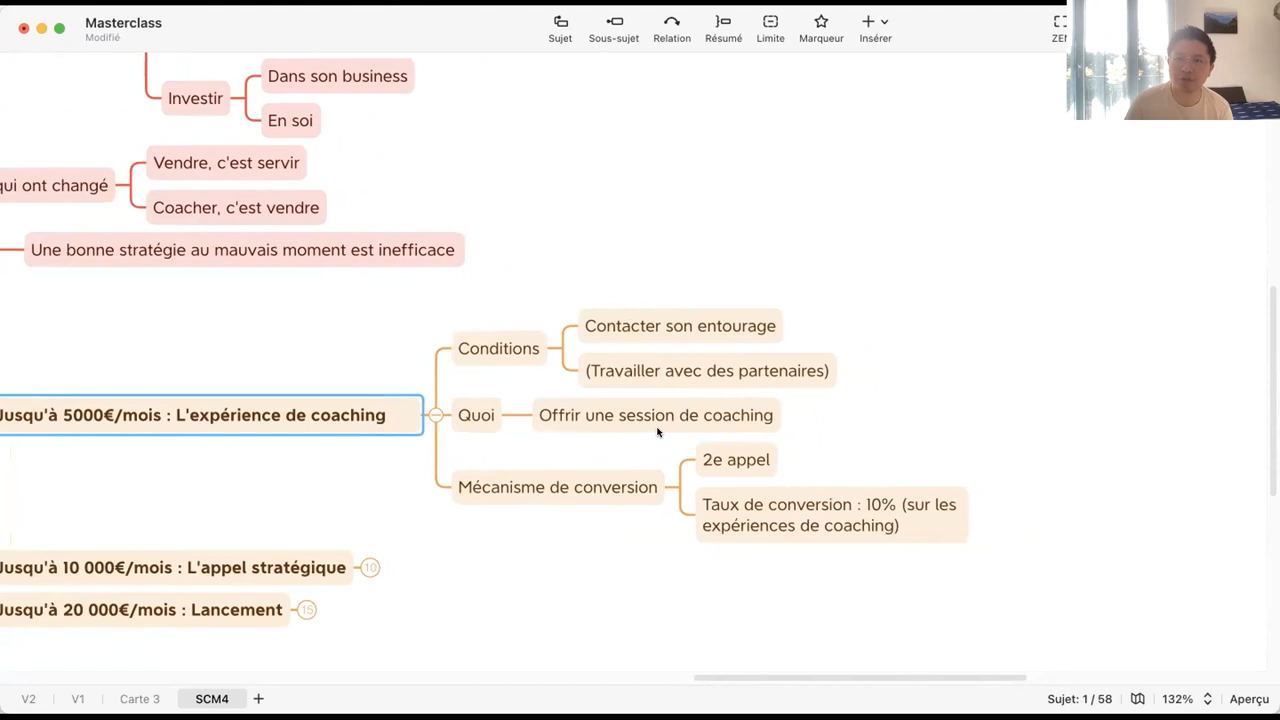 Masterclass
Modifié
Sujet
Sous-sujet
Relation
Résumé
Limite
Marqueur
Insérer
ZEN
Dans son business
Investir
En soi
Vendre, c'est servir
qui ont changé
Coacher, c'est vendre
Une bonne stratégie au mauvais moment est inefficace
Contacter son entourage
Conditions
(Travailler avec des partenaires)
Jusqu'à 5000€/mois : L'expérience de coaching
Quoi
Offrir une session de coaching
2e appel
Mécanisme de conversion
Taux de conversion : 10% (sur les
expériences de coaching)
Jusqu'à 10 000€/mois : L'appel stratégique
10
Jusqu'à 20 000€/mois : Lancement
15
V2
V1
Carte 3
SCM4
Sujet: 1 / 58
132%
Aperçu